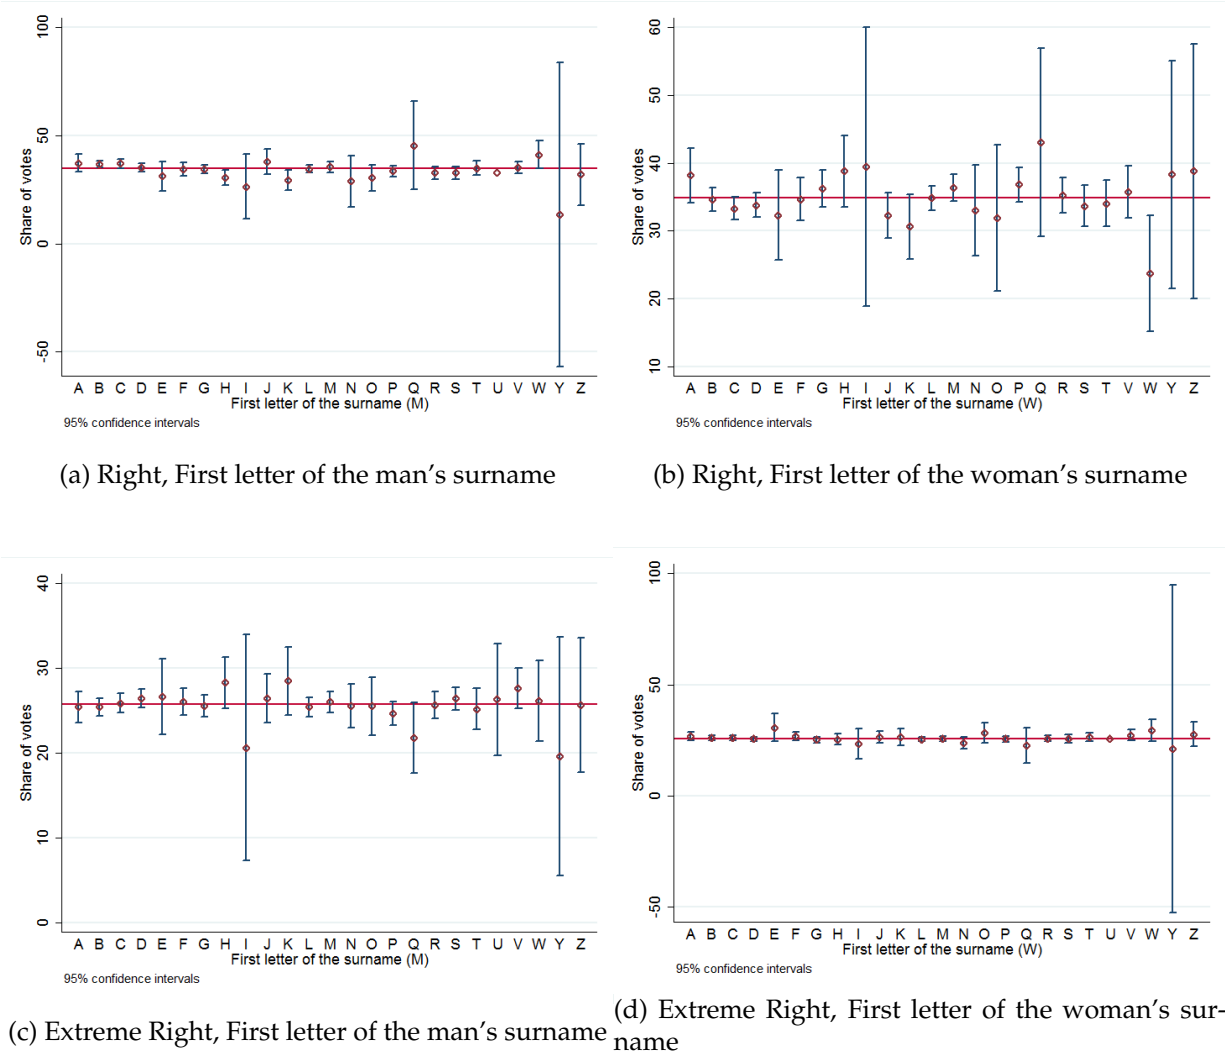 100
50
0
-50
Share of votes
A B C D E F G H I J K L M N O P Q R S T U V W Y Z
First letter of the surname (M)
95% confidence intervals
(a) Right, First letter of the man's surname
60
50
40
30
20
10
Share of votes
A B C D E F G H I J K L M N O P Q R S T V W Y Z
First letter of the surname (W)
95% confidence intervals
(b) Right, First letter of the woman's surname
40
30
20
10
0
Share of votes
A B C D E F G H I J K L M N O P Q R S T U V W Y Z
First letter of the surname (M)
95% confidence intervals
(c) Extreme Right, First letter of the man's surname
100
50
0
-50
Share of votes
A B C D E F G H I J K L M N O P Q R S T U V W Y Z
First letter of the surname (W)
95% confidence intervals
(d) Extreme Right, First letter of the woman's sur-
name